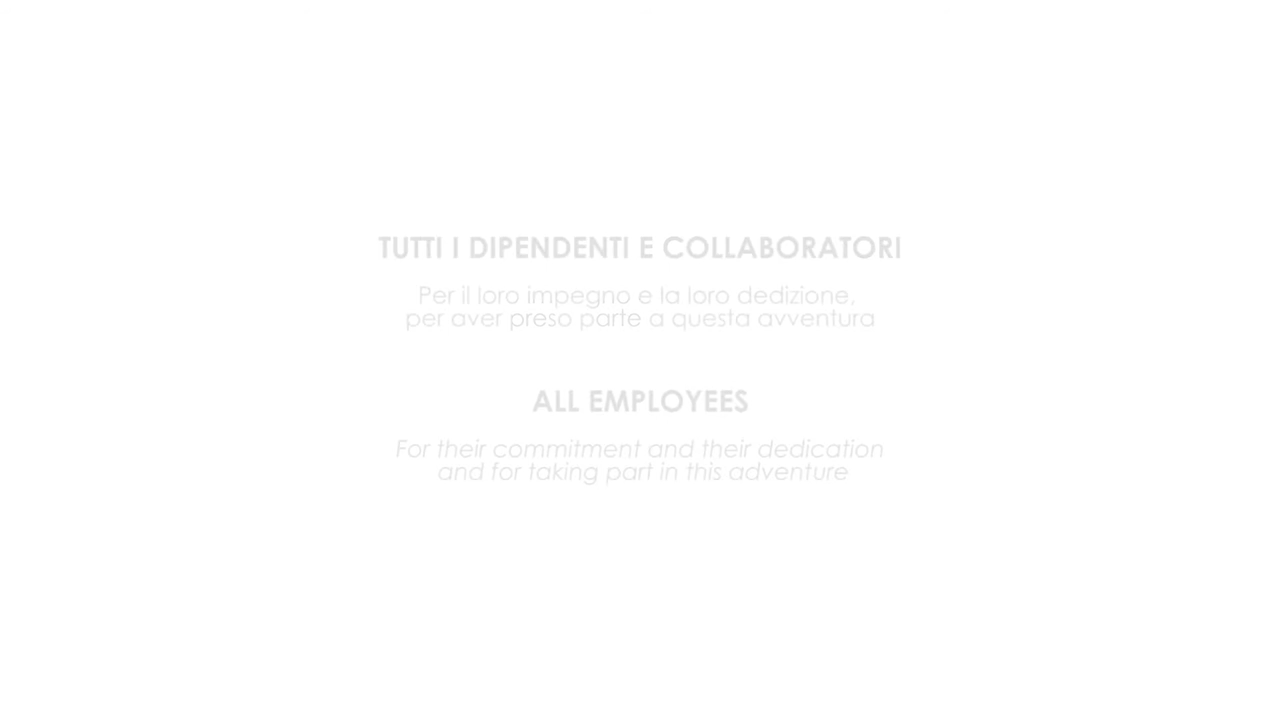 TUTTI I DIPENDENTI E COLLABORATORI
Per il loro impegno e la loro dedizione,
per aver preso parte a questa avventura
ALL EMPLOYEES
For their commitment and their dedication
and for taking part in this adventure